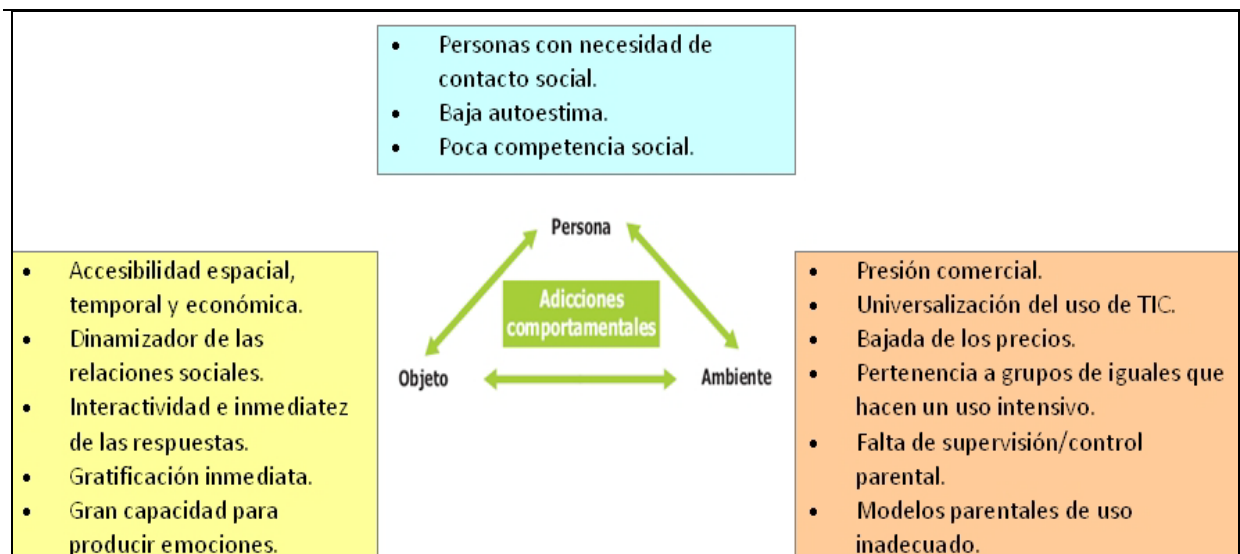 • Personas con necesidad de
contacto social.
• Baja autoestima.
• Poca competencia social.
Persona
Adicciones
comportamentales
Objeto
Ambiente
• Accesibilidad espacial,
temporal y económica.
• Dinamizador de las
relaciones sociales.
• Interactividad e inmediatez
de las respuestas.
• Gratificación inmediata.
• Gran capacidad para
producir emociones.
• Presión comercial.
• Universalización del uso de TIC.
• Bajada de los precios.
• Pertenencia a grupos de iguales que
hacen un uso intensivo.
• Falta de supervisión/control
parental.
• Modelos parentales de uso
inadecuado.